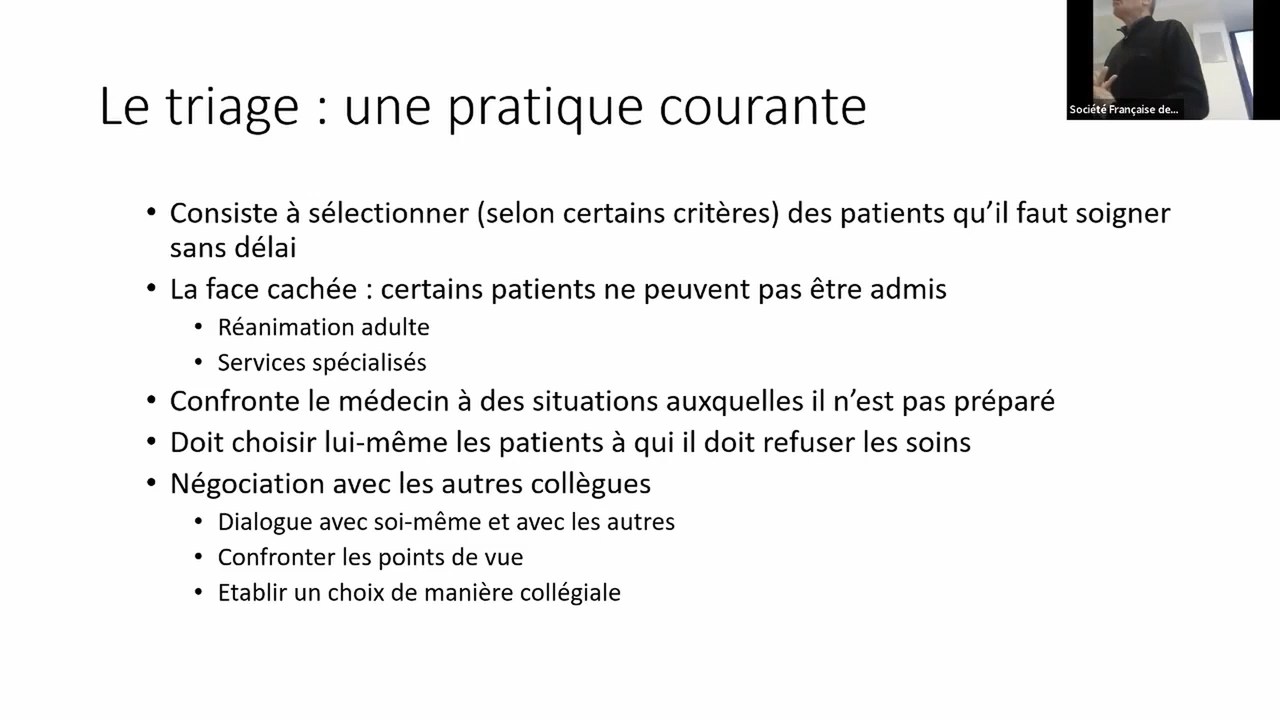 Le triage : une pratique courante
Société Française de...
• Consiste à sélectionner (selon certains critères) des patients qu’il faut soigner
sans délai
• La face cachée : certains patients ne peuvent pas être admis
• Réanimation adulte
• Services spécialisés
• Confronte le médecin à des situations auxquelles il n’est pas préparé
• Doit choisir lui-même les patients à qui il doit refuser les soins
• Négociation avec les autres collègues
• Dialogue avec soi-même et avec les autres
• Confronter les points de vue
• Etablir un choix de manière collégiale